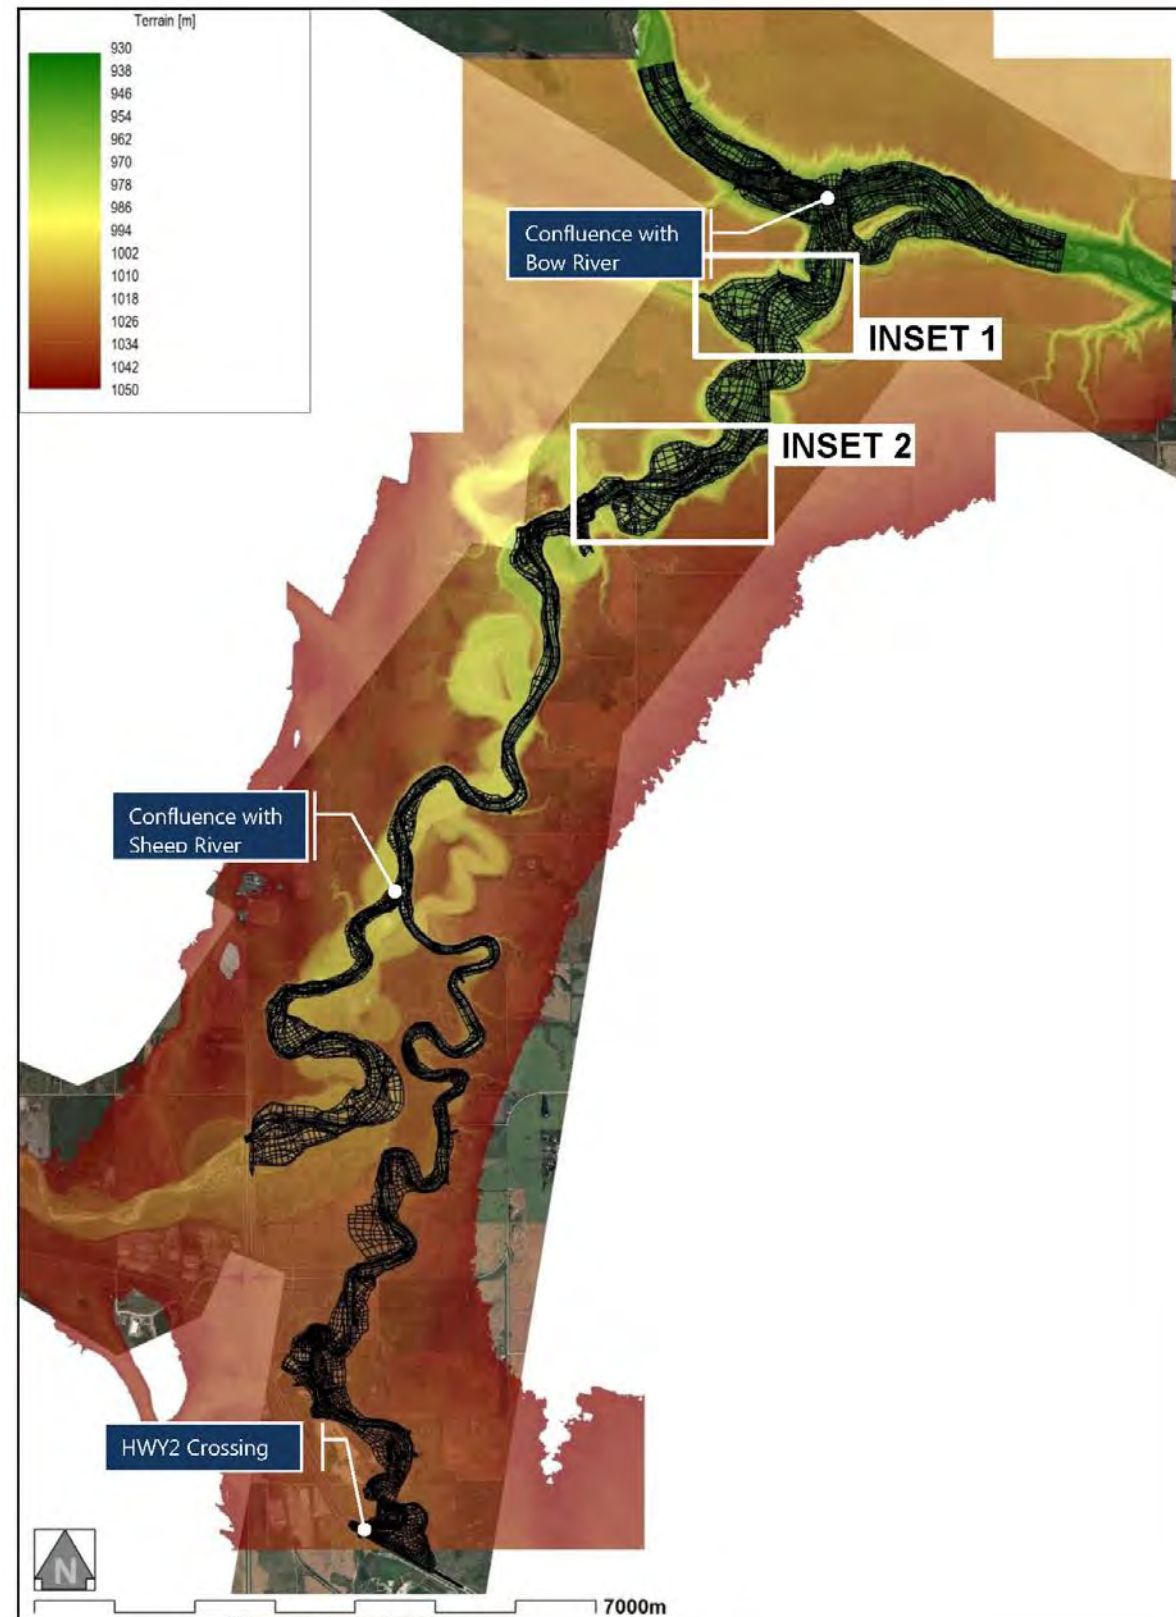 Terrain [m]
930
938
946
954
962
970
978
986
994
1002
1010
1018
1026
1034
1042
1050
Confluence with
Bow River
INSET 1
INSET 2
Confluence with
Sheep River
HWY2 Crossing
N
7000m